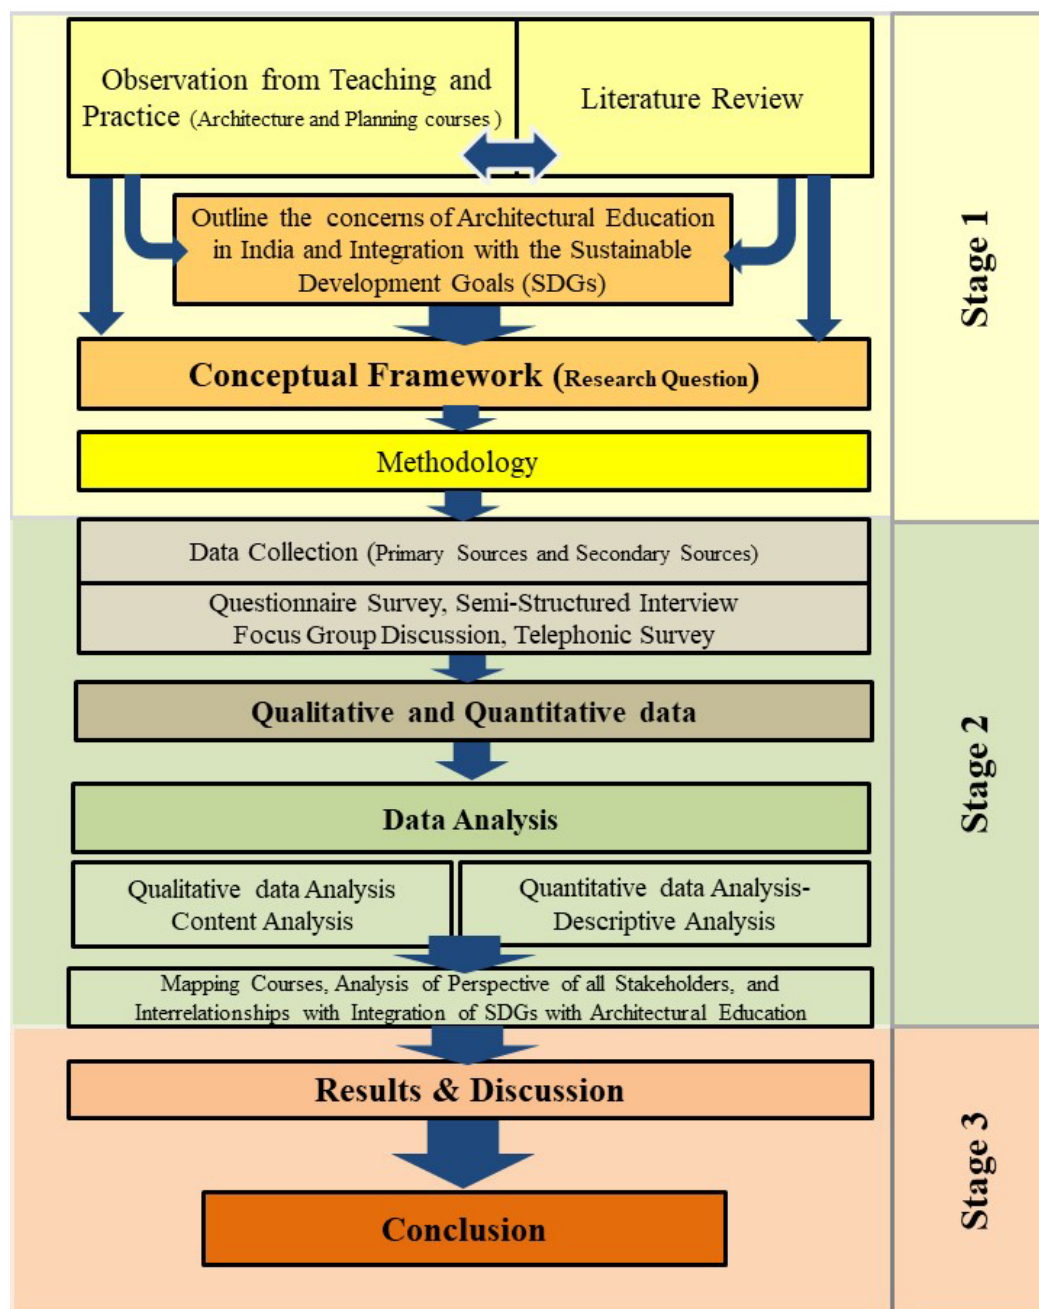 Observation from Teaching and
Practice (Architecture and Planning courses )
Literature Review
Outline the concerns of Architectural Education
in India and Integration with the Sustainable
Development Goals (SDGs)
Conceptual Framework (Research Question)
Methodology
Stage 1
Data Collection (Primary Sources and Secondary Sources)
Questionnaire Survey, Semi-Structured Interview
Focus Group Discussion, Telephonic Survey
Qualitative and Quantitative data
Data Analysis
Qualitative data Analysis
Content Analysis
Quantitative data Analysis-
Descriptive Analysis
Mapping Courses, Analysis of Perspective of all Stakeholders, and
Interrelationships with Integration of SDGs with Architectural Education
Stage 2
Results & Discussion
Conclusion
Stage 3